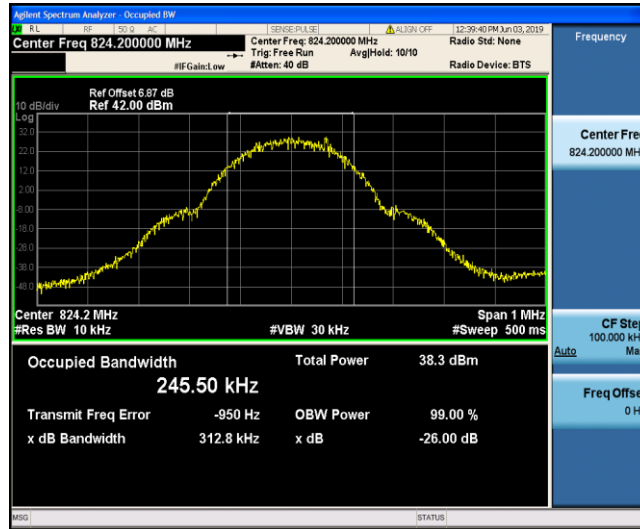 Agilent Spectrum Analyzer - Occupied BW
RL RF 50 Ω AC SENSE:PULSE ALIGN OFF 12:39:40 PM Jun 03, 2019
Center Freq 824.200000 MHz
Center Freq: 824.200000 MHz
Radio Std: None
Trig: Free Run Avg|Hold: 10/10
#IFGain:Low #Atten: 40 dB Radio Device: BTS
Frequency
Ref Offset 6.87 dB
10 dB/div Ref 42.00 dBm
Log
32.0
22.0
12.0
2.00
-8.00
-18.0
-28.0
-38.0
-48.0
Center Fre
824.200000 MH
Center 824.2 MHz Span 1 MHz
#Res BW 10 kHz #VBW 30 kHz #Sweep 500 ms
CF Ste
100.000 kH
Auto Ma
Occupied Bandwidth Total Power 38.3 dBm
245.50 kHz
Transmit Freq Error -950 Hz OBW Power 99.00 %
x dB Bandwidth 312.8 kHz x dB -26.00 dB
Freq Offse
0 H
MSG STATUS